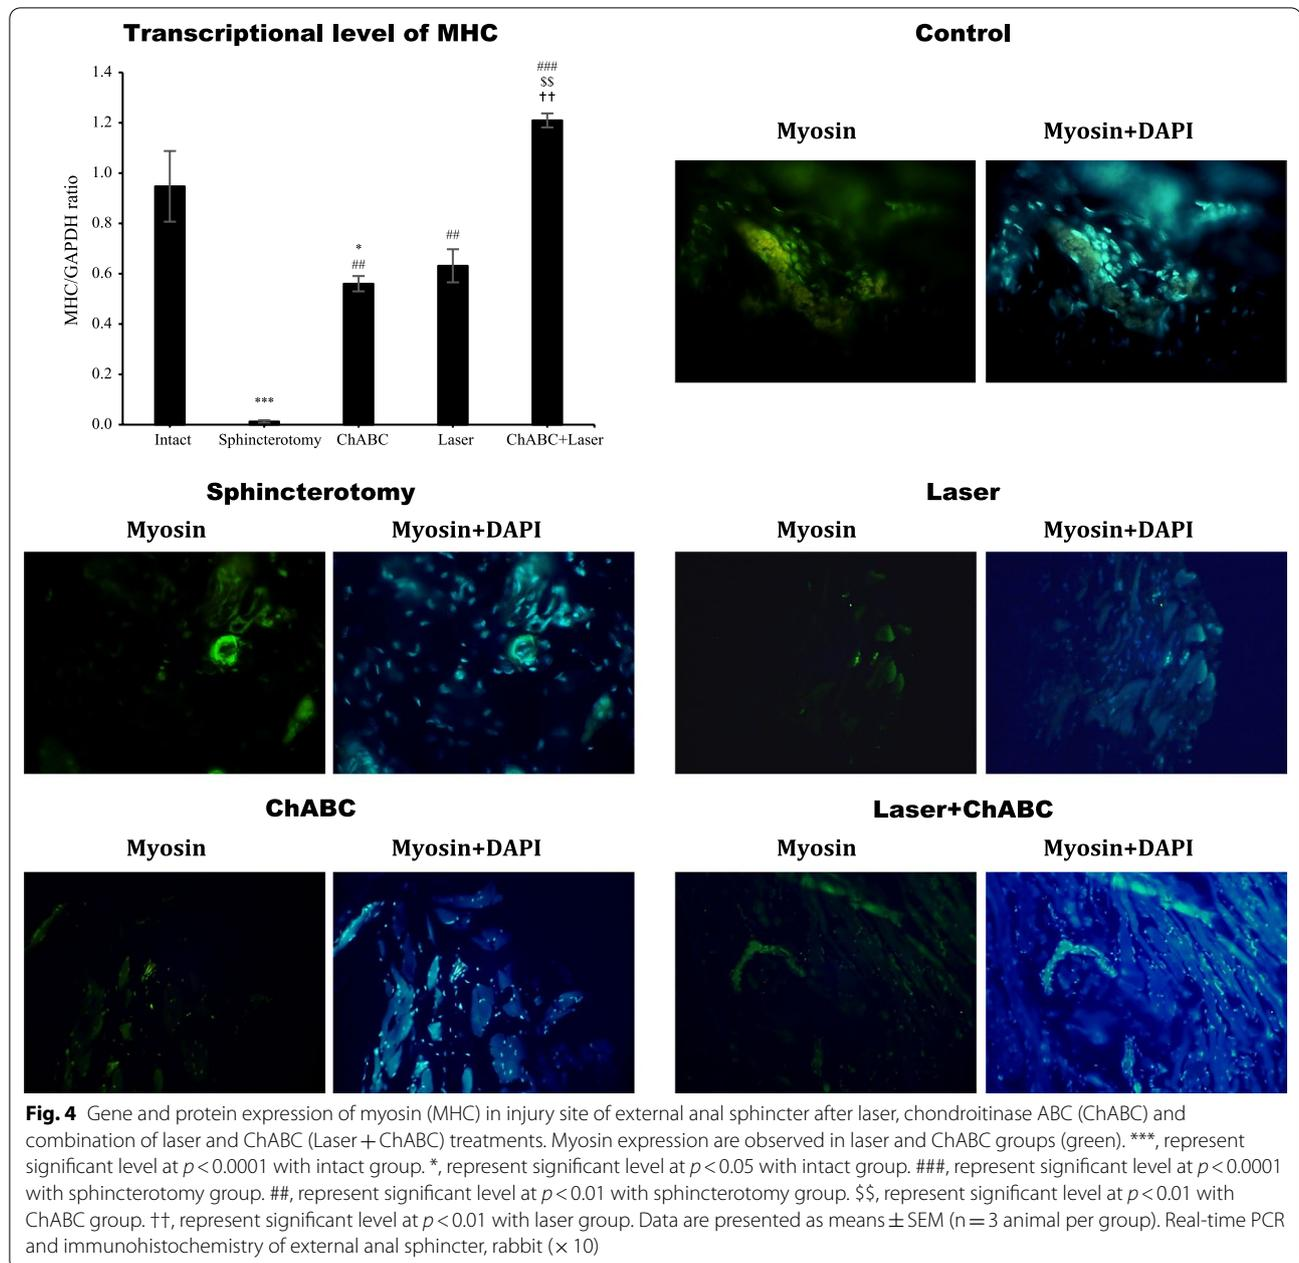 Transcriptional level of MHC
MHC/GAPDH ratio
1.4
1.2
1.0
0.8
0.6
0.4
0.2
0.0
***
*
##
##
###
$$
††
Intact
Sphincterotomy
ChABC
Laser
ChABC+Laser
Control
Myosin
Myosin+DAPI
Sphincterotomy
Myosin
Myosin+DAPI
Laser
Myosin
Myosin+DAPI
ChABC
Myosin
Myosin+DAPI
Laser+ChABC
Myosin
Myosin+DAPI
Fig. 4 Gene and protein expression of myosin (MHC) in injury site of external anal sphincter after laser, chondroitinase ABC (ChABC) and
combination of laser and ChABC (Laser + ChABC) treatments. Myosin expression are observed in laser and ChABC groups (green). ***, represent
significant level at p < 0.0001 with intact group. *, represent significant level at p < 0.05 with intact group. ###, represent significant level at p < 0.0001
with sphincterotomy group. ##, represent significant level at p < 0.01 with sphincterotomy group. $$, represent significant level at p < 0.01 with
ChABC group. ††, represent significant level at p < 0.01 with laser group. Data are presented as means ± SEM (n = 3 animal per group). Real-time PCR
and immunohistochemistry of external anal sphincter, rabbit (× 10)